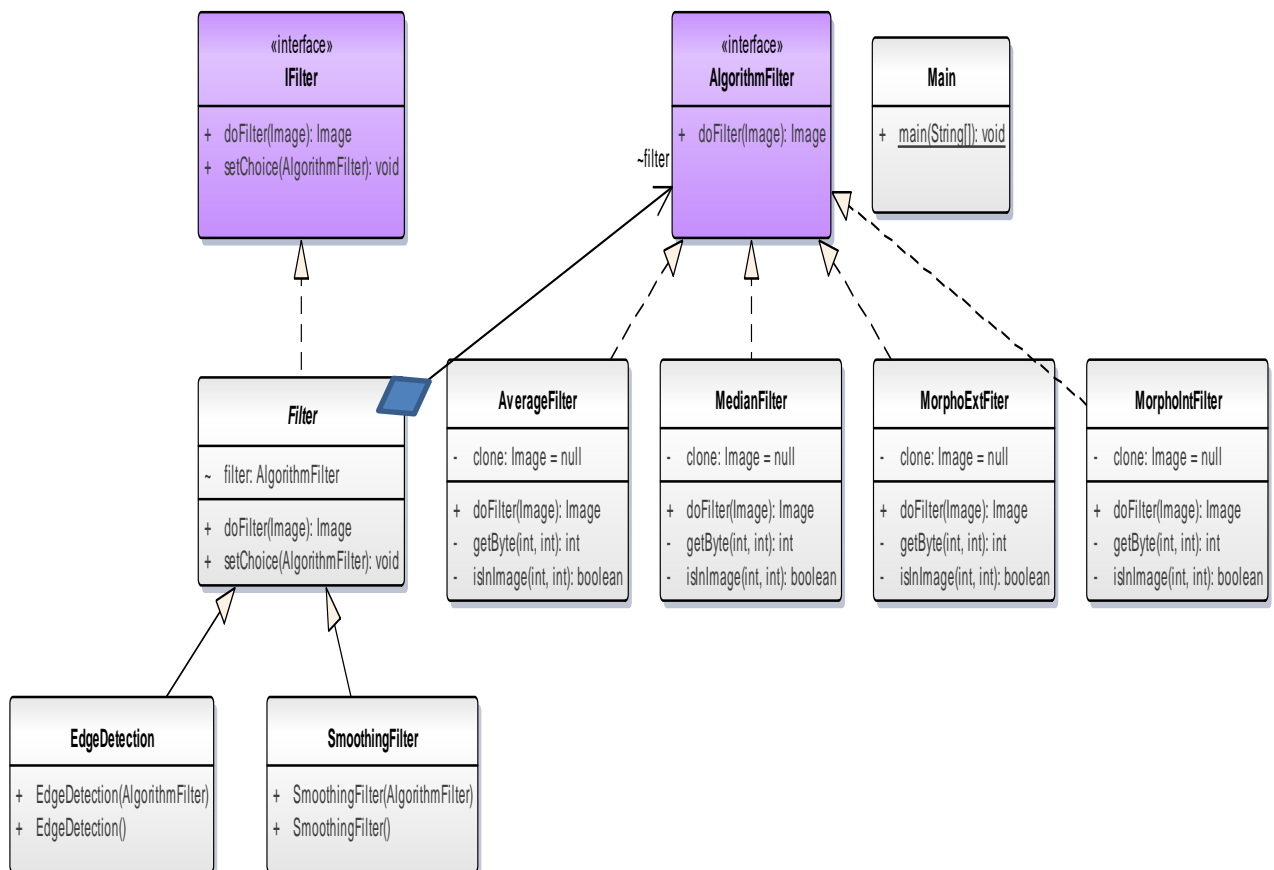 «interface»
IFilter
+ doFilter(Image): Image
+ setChoice(AlgorithmFilter): void
«interface»
AlgorithmFilter
+ doFilter(Image): Image
Main
+ main(String[]): void
~filter
Filter
~ filter: AlgorithmFilter
+ doFilter(Image): Image
+ setChoice(AlgorithmFilter): void
AverageFilter
- clone: Image = null
+ doFilter(Image): Image
- getByte(int, int): int
- isInImage(int, int): boolean
MedianFilter
- clone: Image = null
+ doFilter(Image): Image
- getByte(int, int): int
- isInImage(int, int): boolean
MorphoExtFiter
- clone: Image = null
+ doFilter(Image): Image
- getByte(int, int): int
- isInImage(int, int): boolean
MorphoIntFilter
- clone: Image = null
+ doFilter(Image): Image
- getByte(int, int): int
- isInImage(int, int): boolean
EdgeDetection
+ EdgeDetection(AlgorithmFilter)
+ EdgeDetection()
SmoothingFilter
+ SmoothingFilter(AlgorithmFilter)
+ SmoothingFilter()